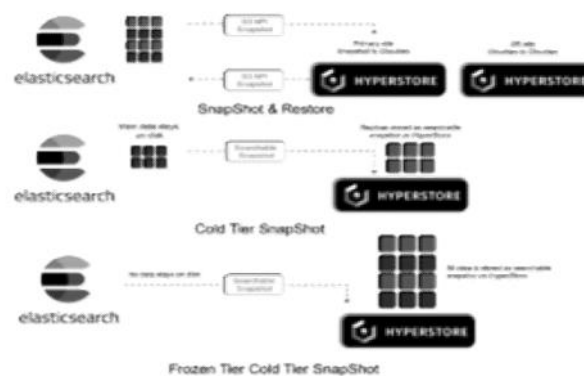 elasticsearch
S3 API
Snapshot
Primary site
Snapshot to Cloudian
DR site
Cloudian to Cloudian
HYPERSTORE
HYPERSTORE
S3 API
Snapshot
SnapShot & Restore
elasticsearch
Main data stays
on disk
Searchable
Snapshot
Replicas stored as searchable
snapshot on HyperStore
HYPERSTORE
Cold Tier SnapShot
elasticsearch
No data stays on disk
Searchable
Snapshot
All data is stored as searchable
snapshot on HyperStore
HYPERSTORE
Frozen Tier Cold Tier SnapShot